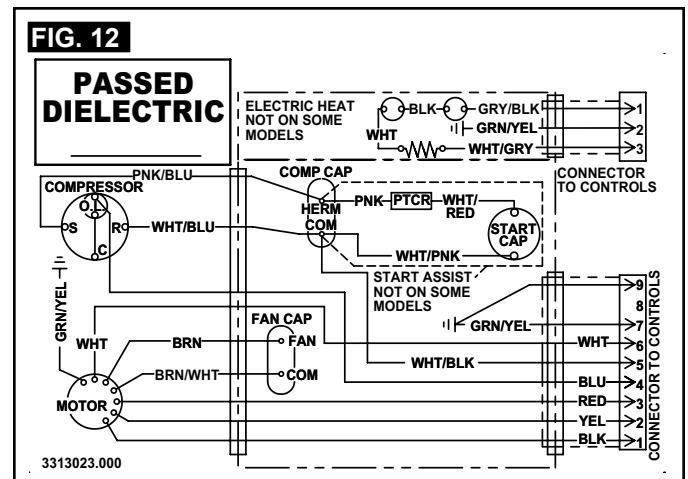 FIG. 12
PASSED
DIELECTRIC
ELECTRIC HEAT
NOT ON SOME
MODELS
BLK
GRY/BLK
1
GRN/YEL
2
WHT
WHT/GRY
3
CONNECTOR
TO CONTROLS
PNK/BLU
COMP CAP
COMPRESSOR
O.L.
S
R
C
WHT/BLU
HERM
COM
PNK
PTCR
WHT/
RED
START
CAP
WHT/PNK
START ASSIST
NOT ON SOME
MODELS
GRN/YEL
WHT
FAN CAP
BRN
FAN
BRN/WHT
COM
MOTOR
9
8
GRN/YEL
7
WHT
6
WHT/BLK
5
BLU
4
RED
3
YEL
2
BLK
1
CONNECTOR TO CONTROLS
3313023.000